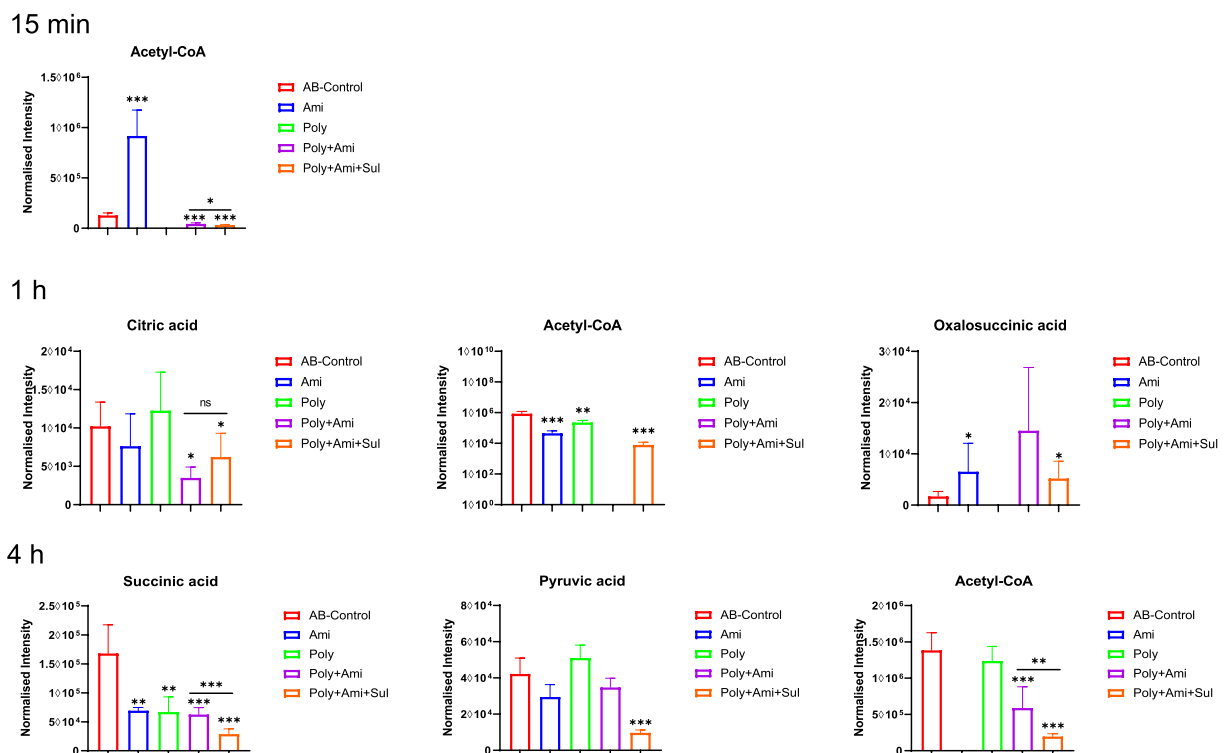 15 min
Acetyl-CoA
Normalised Intensity
1.5◊10⁶
1◊10⁶
5◊10⁵
0
***
***
***
*
AB-Control
Ami
Poly
Poly+Ami
Poly+Ami+Sul
1 h
Citric acid
Normalised Intensity
2◊10⁴
1.5◊10⁴
1◊10⁴
5◊10³
0
ns
*
*
AB-Control
Ami
Poly
Poly+Ami
Poly+Ami+Sul
Acetyl-CoA
Normalised Intensity
1◊10¹⁰
1◊10⁸
1◊10⁶
1◊10⁴
1◊10²
1◊10⁰
***
**
***
AB-Control
Ami
Poly
Poly+Ami
Poly+Ami+Sul
Oxalosuccinic acid
Normalised Intensity
3◊10⁴
2◊10⁴
1◊10⁴
0
*
*
AB-Control
Ami
Poly
Poly+Ami
Poly+Ami+Sul
4 h
Succinic acid
Normalised Intensity
2.5◊10⁵
2◊10⁵
1.5◊10⁵
1◊10⁵
5◊10⁴
0
**
**
***
***
***
AB-Control
Ami
Poly
Poly+Ami
Poly+Ami+Sul
Pyruvic acid
Normalised Intensity
8◊10⁴
6◊10⁴
4◊10⁴
2◊10⁴
0
***
AB-Control
Ami
Poly
Poly+Ami
Poly+Ami+Sul
Acetyl-CoA
Normalised Intensity
2◊10⁶
1.5◊10⁶
1◊10⁶
5◊10⁵
0
**
***
***
AB-Control
Ami
Poly
Poly+Ami
Poly+Ami+Sul